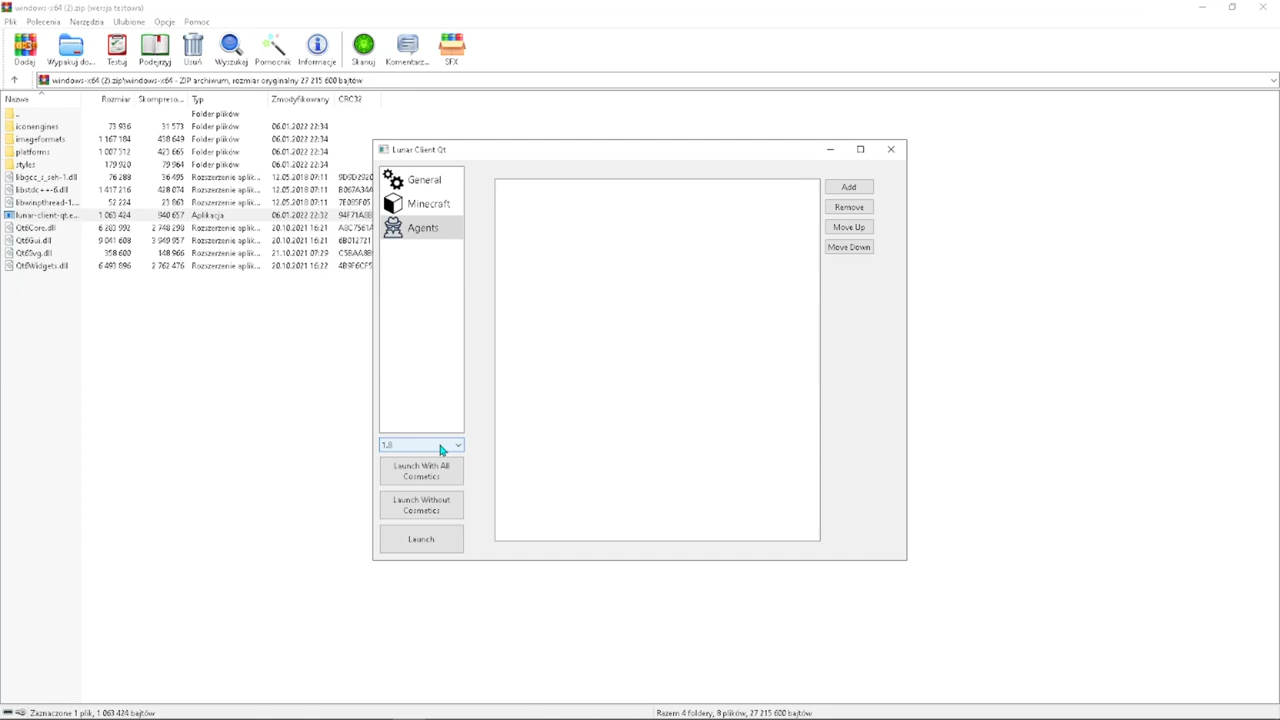 windows-x64 (2).zip (wersja testowa)
Plik Polecenia Narzędzia Ulubione Opcje Pomoc
Dodaj Wypakuj do... Testuj Podejrzyj Usuń Wyszukaj Pomocnik Informacje Skanuj Komentarz... SFX
windows-x64 (2).zip\windows-x64 - ZIP archiwum, rozmiar oryginalny 27 215 600 bajtów
Nazwa Rozmiar Skompreso... Typ Zmodyfikowany CRC32
.. Folder plików
iconengines 73 936 31 573 Folder plików 06.01.2022 22:34
imageformats 1 167 184 438 649 Folder plików 06.01.2022 22:34
platforms 1 007 312 423 665 Folder plików 06.01.2022 22:34
styles 179 920 79 964 Folder plików 06.01.2022 22:34
libgcc_s_seh-1.dll 76 288 36 495 Rozszerzenie aplik... 12.05.2018 07:11
libstdc++-6.dll 1 417 216 428 074 Rozszerzenie aplik... 12.05.2018 07:11
libwinpthread-1.... 52 224 23 863 Rozszerzenie aplik... 12.05.2018 07:11
lunar-client-qt.e... 1 063 424 940 657 Aplikacja 06.01.2022 22:32
Qt6Core.dll 6 283 992 2 748 298 Rozszerzenie aplik... 20.10.2021 16:21
Qt6Gui.dll 9 041 608 3 949 957 Rozszerzenie aplik... 20.10.2021 16:21 6B012721
Qt6Svg.dll 358 600 148 966 Rozszerzenie aplik... 21.10.2021 07:29
Qt6Widgets.dll 6 493 896 2 762 476 Rozszerzenie aplik... 20.10.2021 16:22
Lunar Client Qt
General
Minecraft
Agents
Add
Remove
Move Up
Move Down
1.8
Launch With All
Cosmetics
Launch Without
Cosmetics
Launch
Zaznaczone 1 plik, 1 063 424 bajtów
Razem 4 foldery, 8 plików, 27 215 600 bajtów